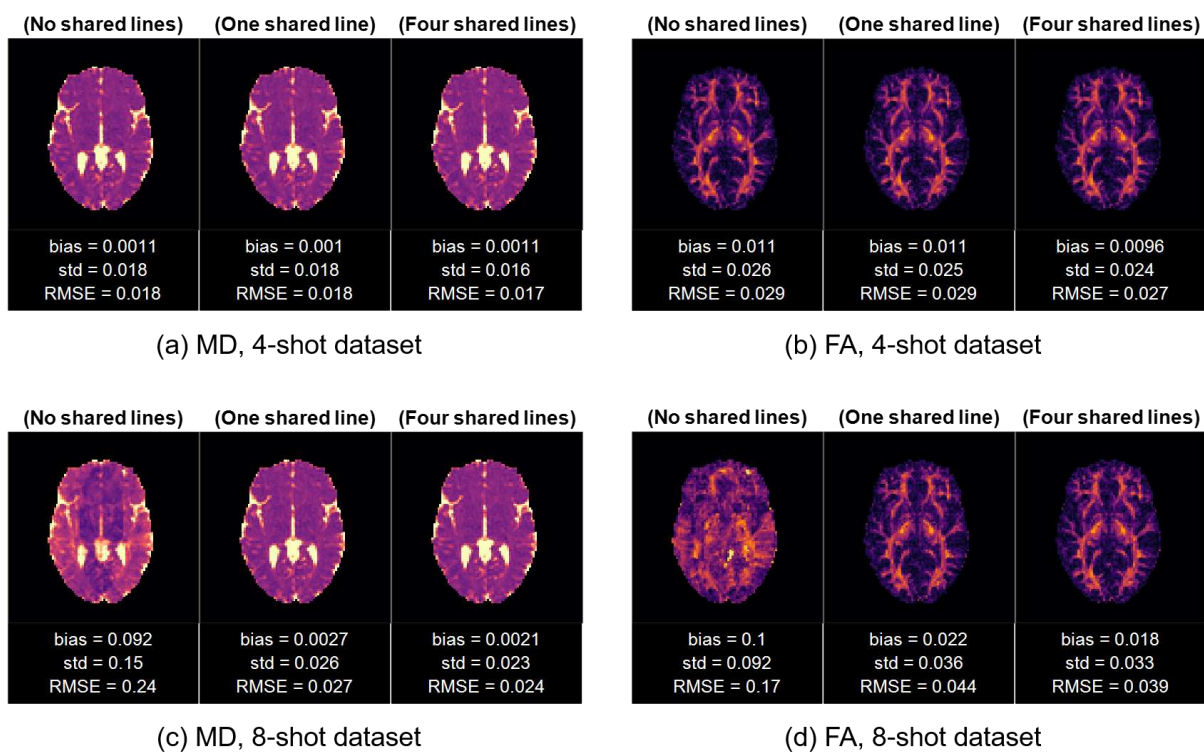 (No shared lines) (One shared line) (Four shared lines)
bias = 0.0011 bias = 0.001 bias = 0.0011
std = 0.018 std = 0.018 std = 0.016
RMSE = 0.018 RMSE = 0.018 RMSE = 0.017
(a) MD, 4-shot dataset
(No shared lines) (One shared line) (Four shared lines)
bias = 0.011 bias = 0.011 bias = 0.0096
std = 0.026 std = 0.025 std = 0.024
RMSE = 0.029 RMSE = 0.029 RMSE = 0.027
(b) FA, 4-shot dataset
(No shared lines) (One shared line) (Four shared lines)
bias = 0.092 bias = 0.0027 bias = 0.0021
std = 0.15 std = 0.026 std = 0.023
RMSE = 0.24 RMSE = 0.027 RMSE = 0.024
(c) MD, 8-shot dataset
(No shared lines) (One shared line) (Four shared lines)
bias = 0.1 bias = 0.022 bias = 0.018
std = 0.092 std = 0.036 std = 0.033
RMSE = 0.17 RMSE = 0.044 RMSE = 0.039
(d) FA, 8-shot dataset